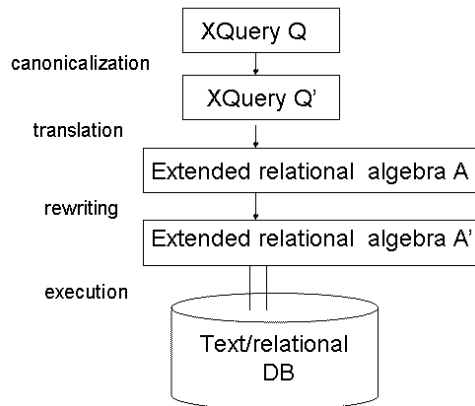 XQuery Q
canonicalization
XQuery Q'
translation
Extended relational algebra A
rewriting
Extended relational algebra A'
execution
Text/relational
DB